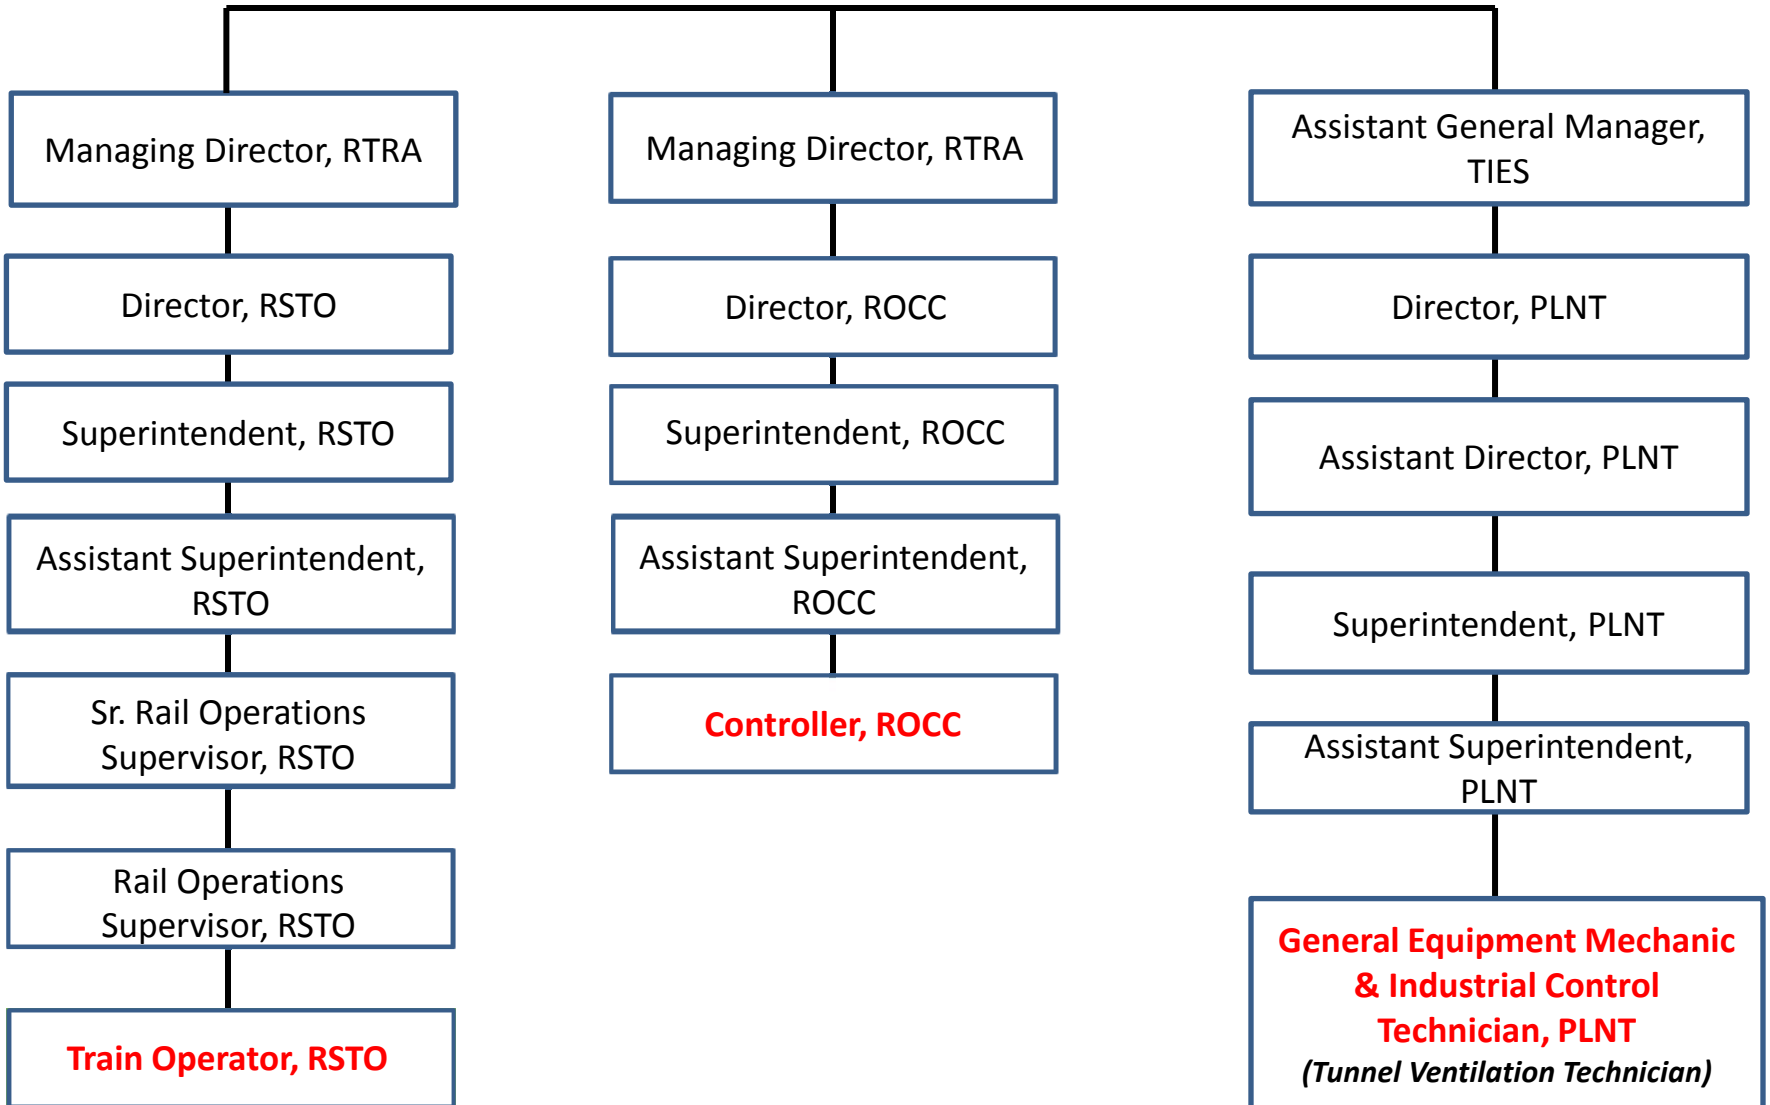 Managing Director, RTRA
Director, RSTO
Superintendent, RSTO
Assistant Superintendent,
RSTO
Sr. Rail Operations
Supervisor, RSTO
Rail Operations
Supervisor, RSTO
Train Operator, RSTO
Managing Director, RTRA
Director, ROCC
Superintendent, ROCC
Assistant Superintendent,
ROCC
Controller, ROCC
Assistant General Manager,
TIES
Director, PLNT
Assistant Director, PLNT
Superintendent, PLNT
Assistant Superintendent,
PLNT
General Equipment Mechanic
& Industrial Control
Technician, PLNT
(Tunnel Ventilation Technician)